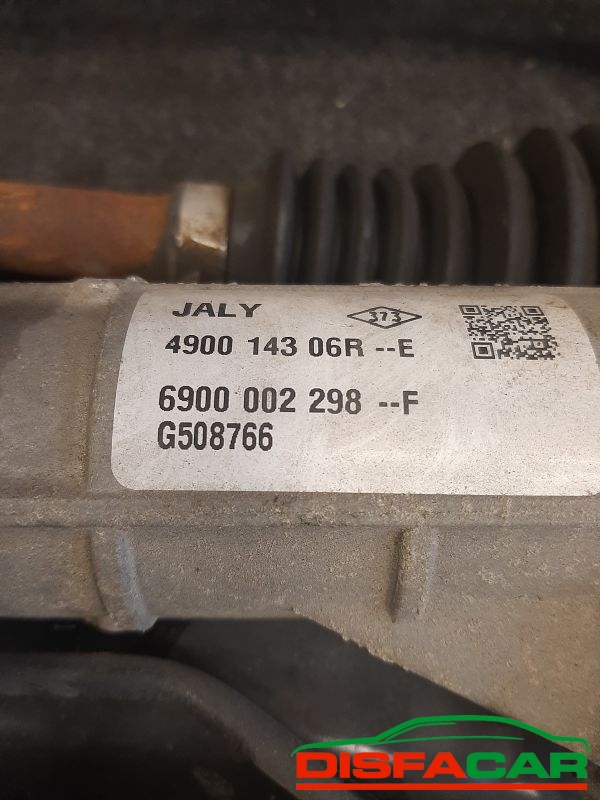 JALY
373
4900 143 06R --E
6900 002 298 --F
G508766
DISFACAR